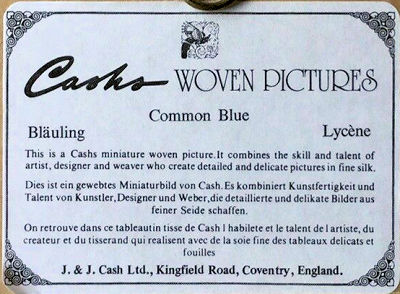 Cashs WOVEN PICTURES
Common Blue
Bläuling Lycène
This is a Cashs miniature woven picture.It combines the skill and talent of
artist, designer and weaver who create detailed and delicate pictures in fine silk.
Dies ist ein gewebtes Miniaturbild von Cash.Es kombiniert Kunstfertigkeit und
Talent von Kunstler,Designer und Weber,die detaillierte und delikate Bilder aus
feiner Seide schaffen.
On retrouve dans ce tableautin tisse de Cash l habilete et le talent de l artiste, du
createur et du tisserand qui realisent avec de la soie fine des tableaux delicats et
fouilles
J. & J. Cash Ltd., Kingfield Road, Coventry, England.